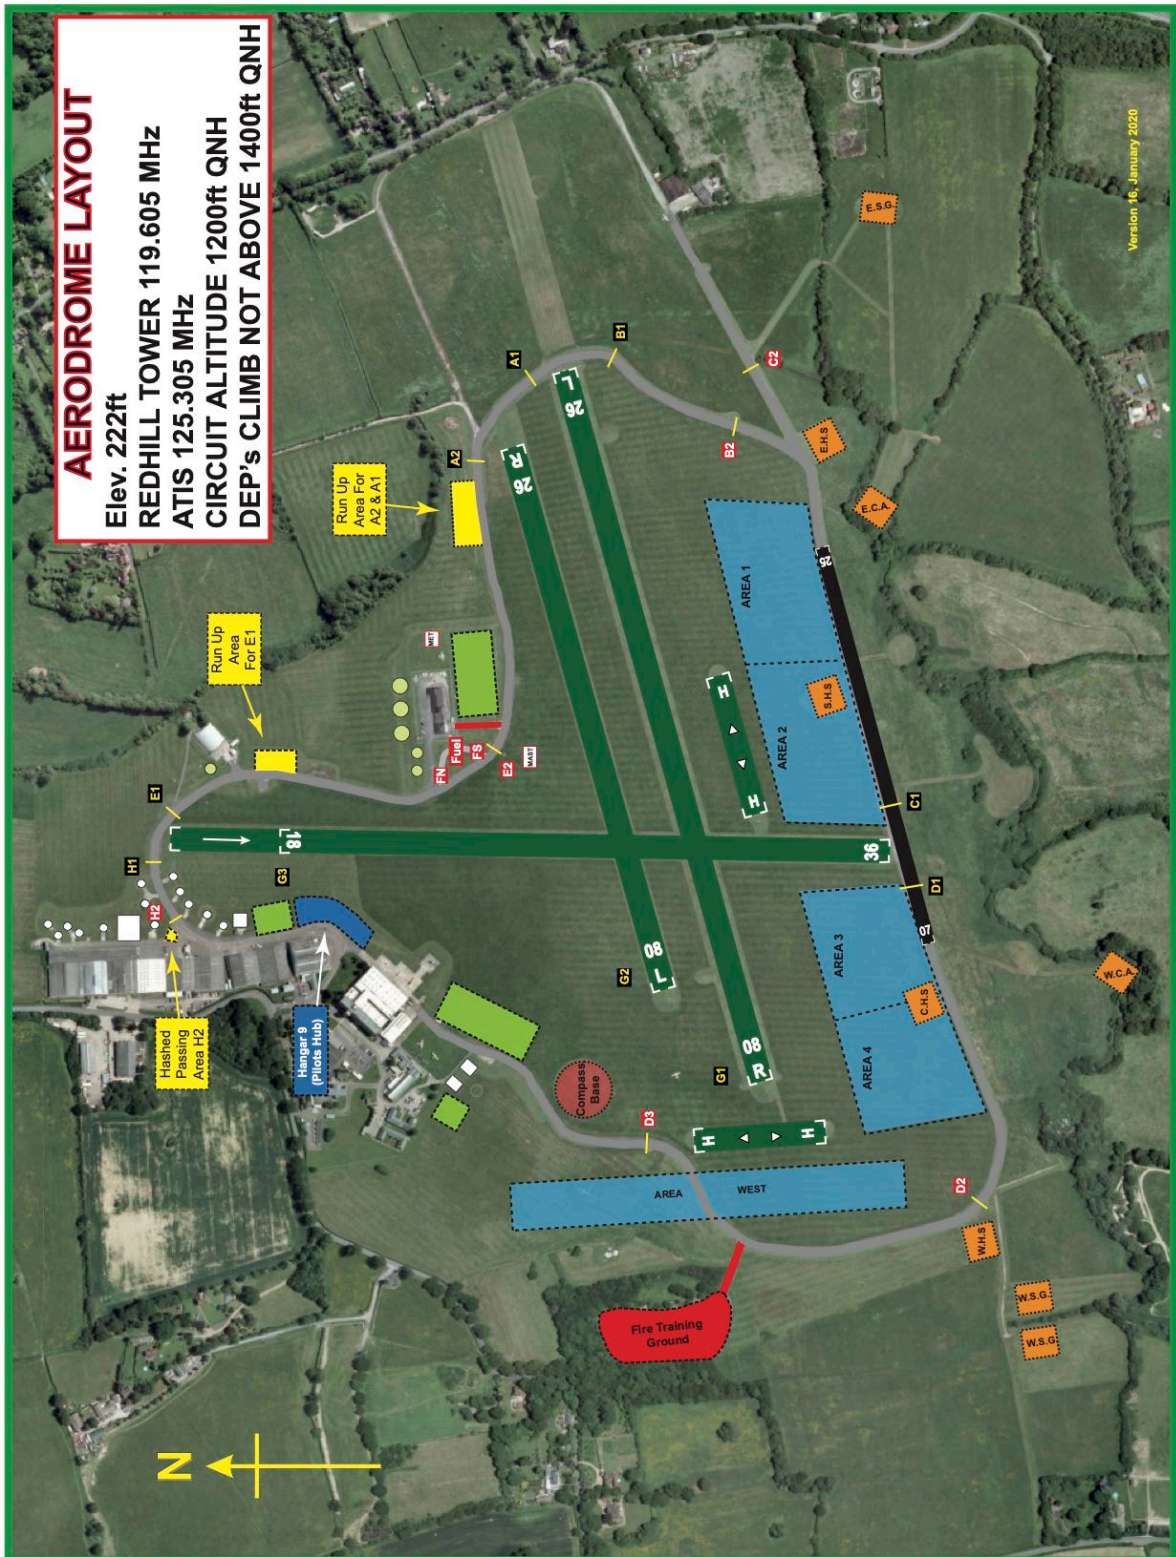 AERODROME LAYOUT
Elev. 222ft
REDHILL TOWER 119.605 MHz
ATIS 125.305 MHz
CIRCUIT ALTITUDE 1200ft QNH
DEP's CLIMB NOT ABOVE 1400ft QNH
N
Hashed
Passing
Area H2
Hangar 9
(Pilots Hub)
H2
H1
E1
G3
18
Run Up
Area
For E1
Run Up
Area For
A2 & A1
MET
Fuel
FN
FS
E2
MAST
A2
A1
B1
26
R
26
L
B2
C2
G2
08
L
G1
08
R
Compass
Base
D3
H
H
H
H
AREA
WEST
Fire Training
Ground
AREA 1
AREA 2
AREA 3
AREA 4
S.H.S
C.H.S
36
C1
D1
07
25
D2
W.H.S
W.S.G.
W.S.G
W.C.A.
E.H.S
E.C.A.
E.S.G.
Version 16, January 2020